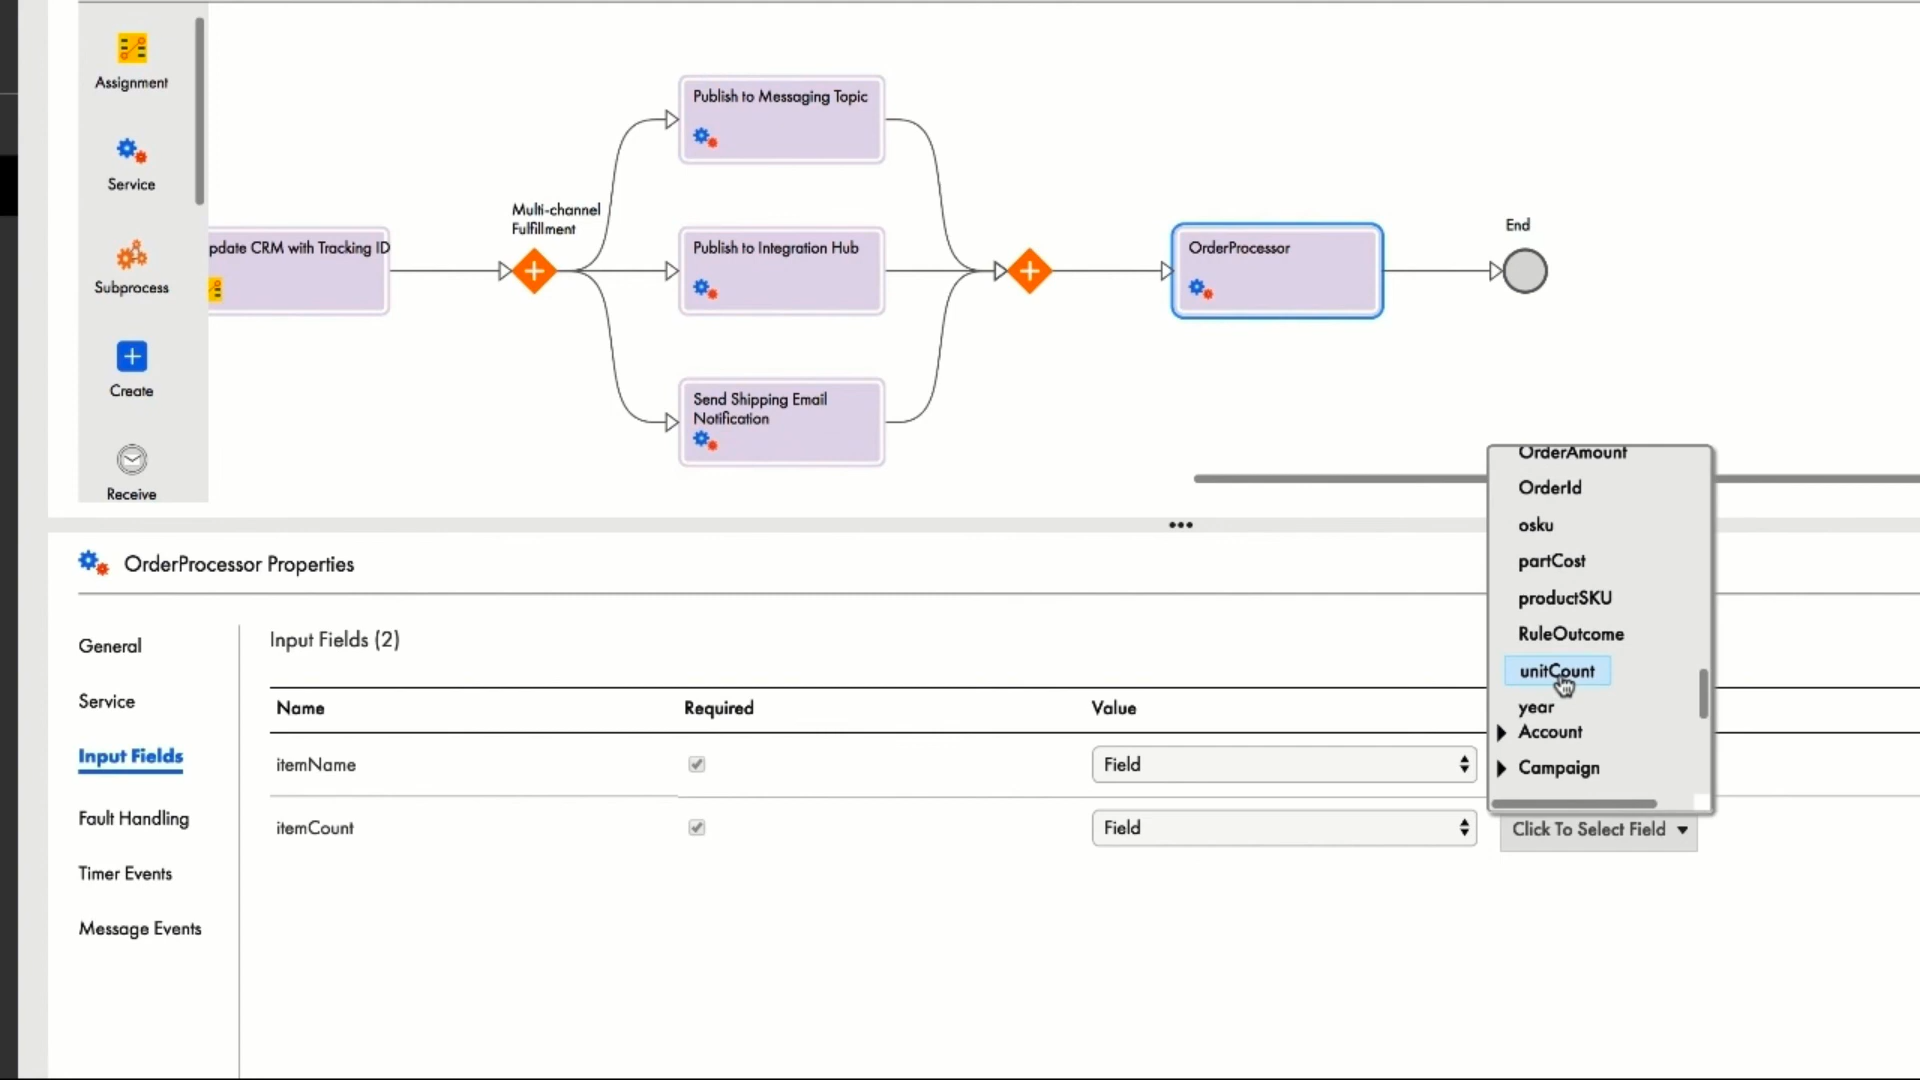 Assignment
Service
Subprocess
Create
Receive
pdate CRM with Tracking ID
Multi-channel
Fulfillment
Publish to Messaging Topic
Publish to Integration Hub
Send Shipping Email
Notification
OrderProcessor
End
OrderProcessor Properties
General
Service
Input Fields
Fault Handling
Timer Events
Message Events
Input Fields (2)
Name Required Value
itemName Field
itemCount Field
OrderAmount
OrderId
osku
partCost
productSKU
RuleOutcome
unitCount
year
Account
Campaign
Click To Select Field